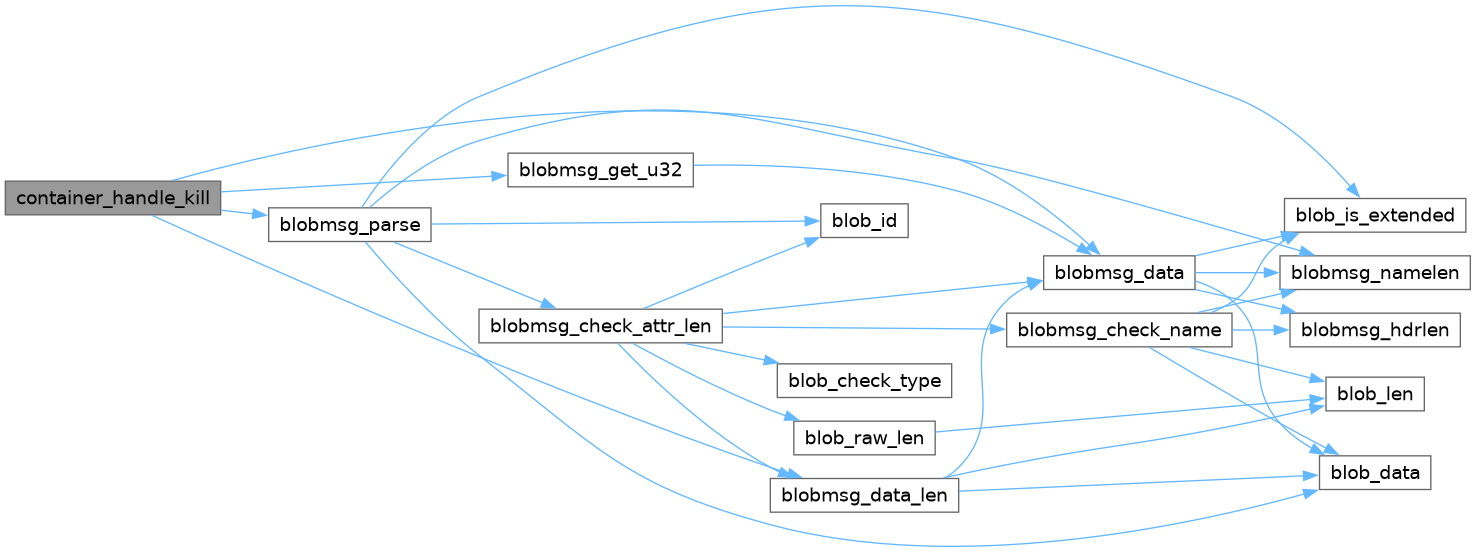 container_handle_kill
blobmsg_parse
blobmsg_get_u32
blobmsg_check_attr_len
blob_id
blob_check_type
blob_raw_len
blobmsg_data_len
blobmsg_data
blobmsg_check_name
blob_is_extended
blobmsg_namelen
blobmsg_hdrlen
blob_len
blob_data